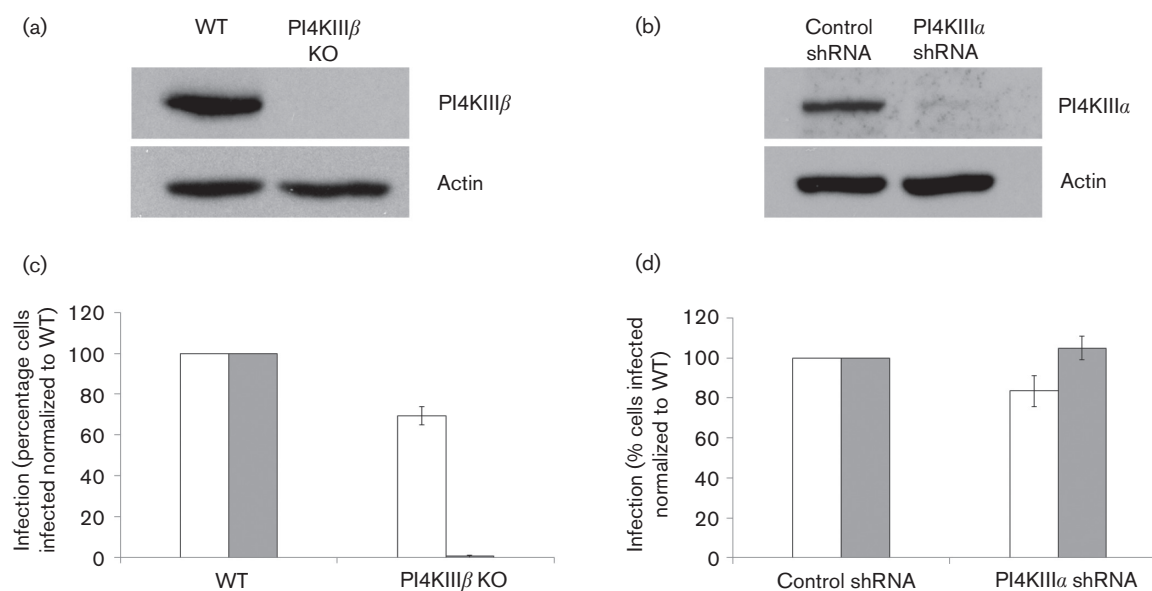 (a)
WT
PI4KIIIβ
KO
PI4KIIIβ
Actin
(b)
Control
shRNA
PI4KIIIα
shRNA
PI4KIIIα
Actin
(c)
Infection (percentage cells
infected normalized to WT)
120
100
80
60
40
20
0
WT
PI4KIIIβ KO
(d)
Infection (% cells infected
normalized to WT)
120
100
80
60
40
20
0
Control shRNA
PI4KIIIα shRNA